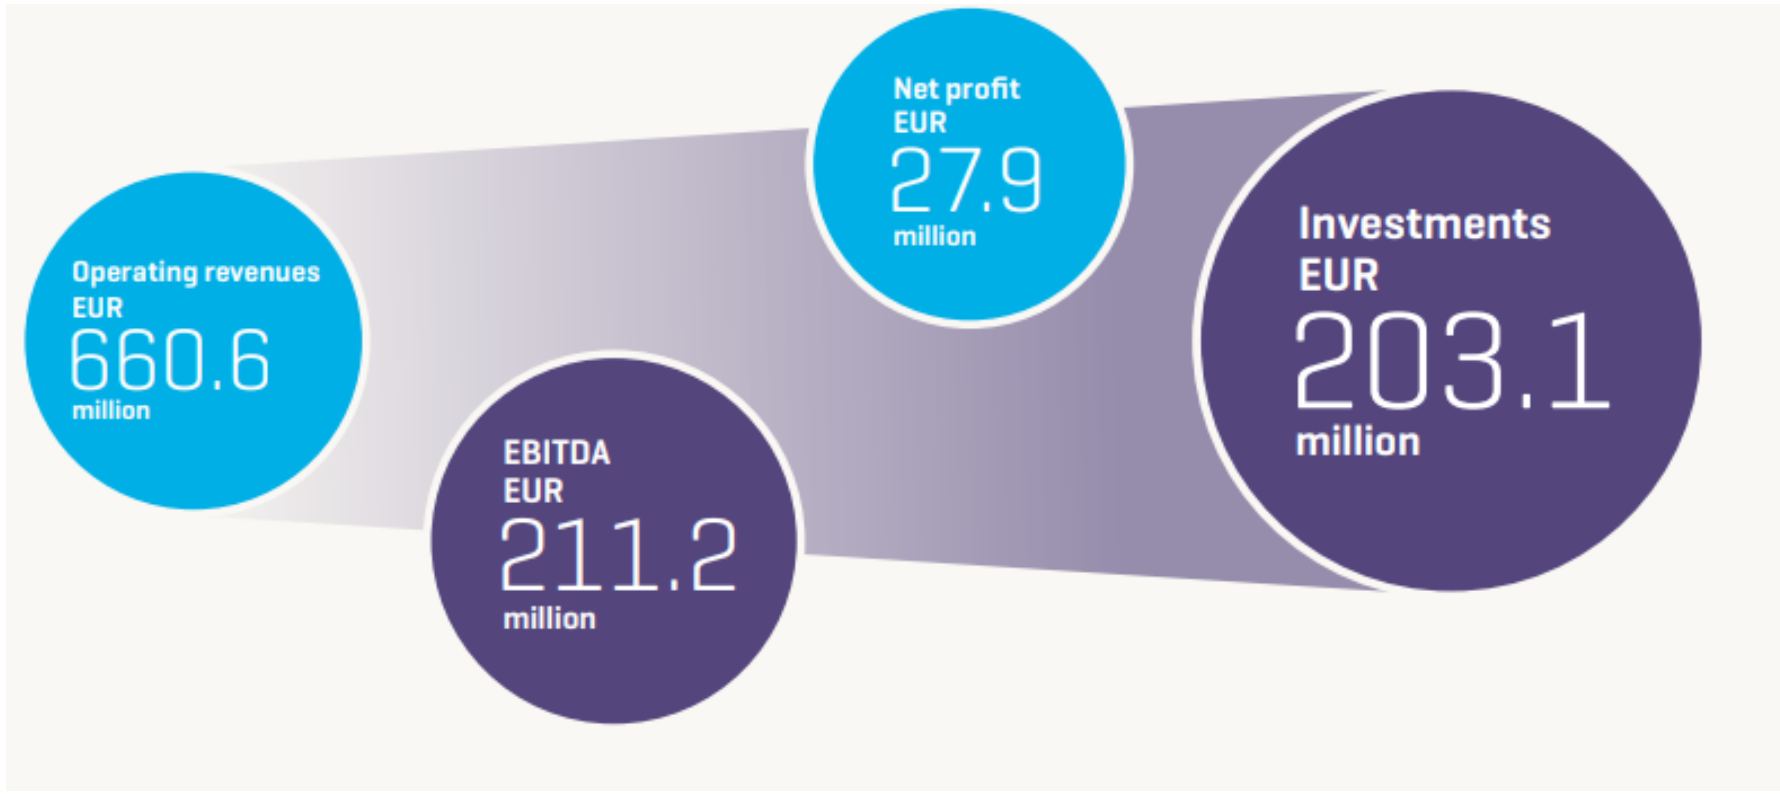 Operating revenues
EUR
660.6
million
EBITDA
EUR
211.2
million
Net profit
EUR
27.9
million
Investments
EUR
203.1
million